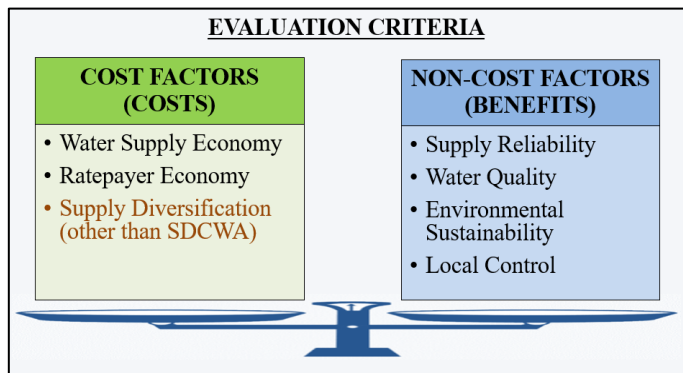 EVALUATION CRITERIA
COST FACTORS
(COSTS)
• Water Supply Economy
• Ratepayer Economy
• Supply Diversification
(other than SDCWA)
NON-COST FACTORS
(BENEFITS)
• Supply Reliability
• Water Quality
• Environmental
Sustainability
• Local Control